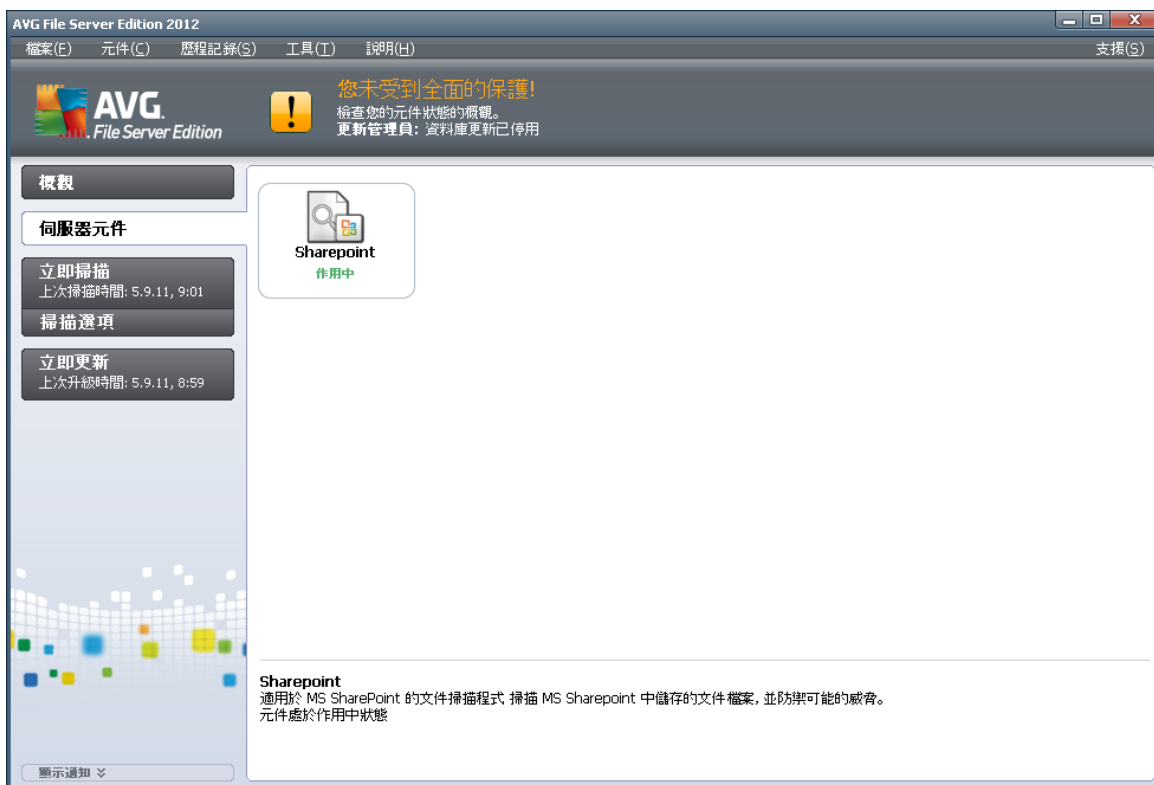 AVG File Server Edition 2012
檔案(F) 元件(C) 歷程記錄(S) 工具(T) 說明(H) 支援(S)
AVG.
File Server Edition
您未受到全面的保護!
檢查您的元件狀態的概觀。
更新管理員: 資料庫更新已停用
概觀
伺服器元件
立即掃描
上次掃描時間: 5.9.11, 9:01
掃描選項
立即更新
上次升級時間: 5.9.11, 8:59
Sharepoint
作用中
Sharepoint
適用於 MS SharePoint 的文件掃描程式 掃描 MS Sharepoint 中儲存的文件檔案, 並防禦可能的威脅。
元件處於作用中狀態
顯示通知